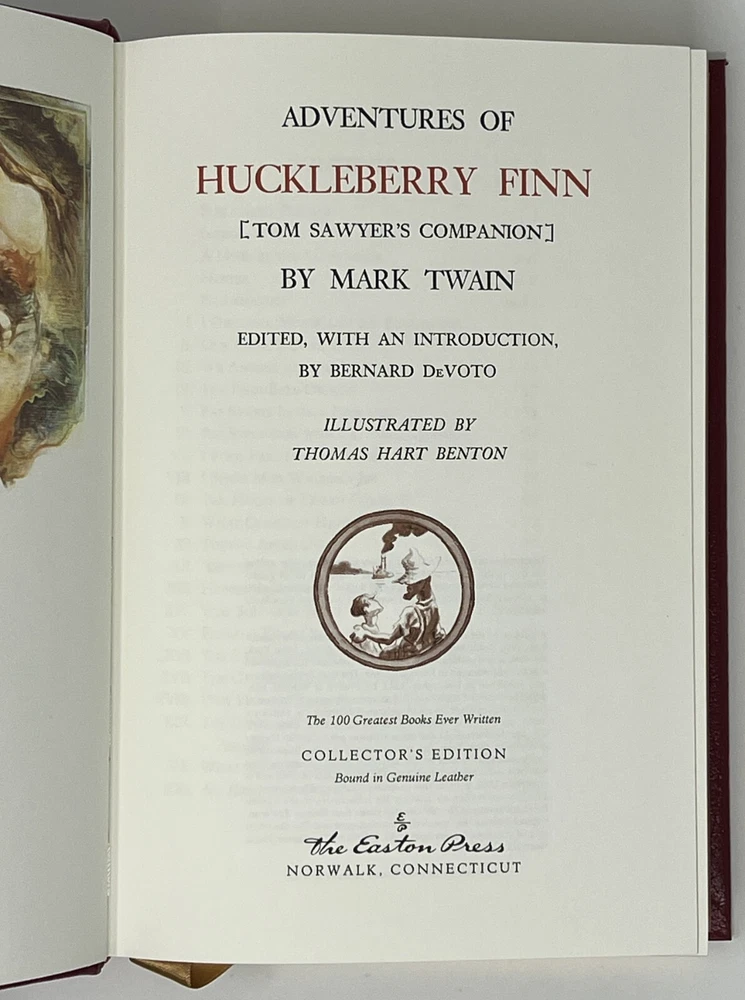 ADVENTURES OF
HUCKLEBERRY FINN
[TOM SAWYER'S COMPANION]
BY MARK TWAIN
EDITED, WITH AN INTRODUCTION,
BY BERNARD DeVOTO
ILLUSTRATED BY
THOMAS HART BENTON
The 100 Greatest Books Ever Written
COLLECTOR'S EDITION
Bound in Genuine Leather
E
P
The Easton Press
NORWALK, CONNECTICUT